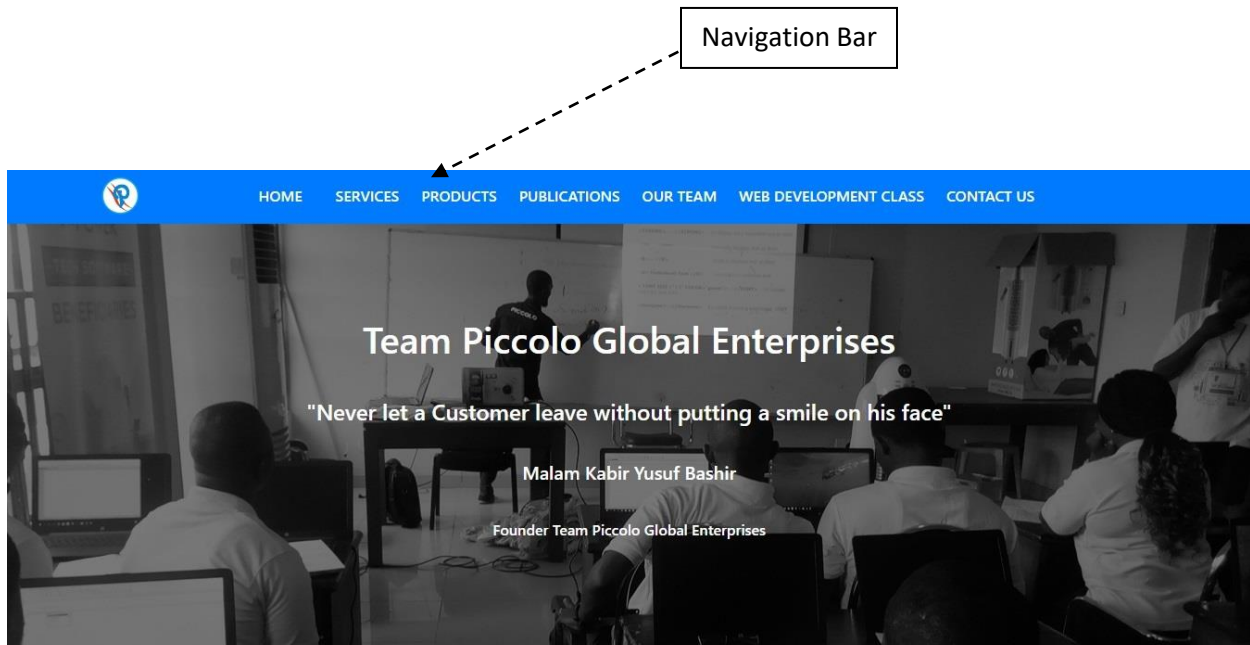 Navigation Bar
HOME SERVICES PRODUCTS PUBLICATIONS OUR TEAM WEB DEVELOPMENT CLASS CONTACT US
Team Piccolo Global Enterprises
"Never let a Customer leave without putting a smile on his face"
Malam Kabir Yusuf Bashir
Founder Team Piccolo Global Enterprises
PICCOLO